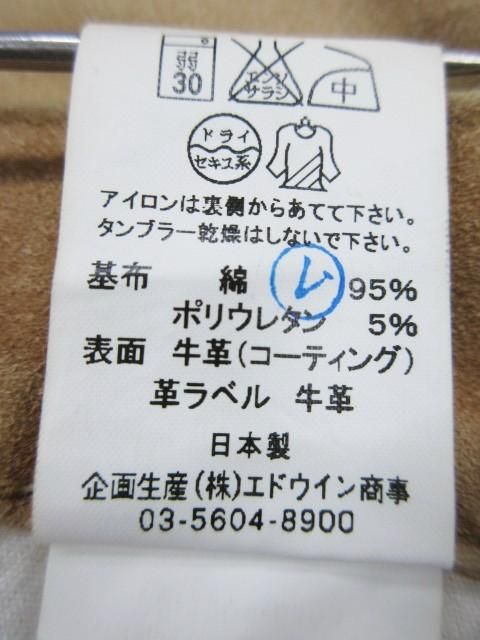 弱 30 エンソサラシ 中
ドライ
セキユ系
アイロンは裏側からあてて下さい。
タンブラー乾燥はしないで下さい。
基布 綿 レ 95%
ポリウレタン 5%
表面 牛革(コーティング)
革ラベル 牛革
日本製
企画生産(株)エドウイン商事
03-5604-8900